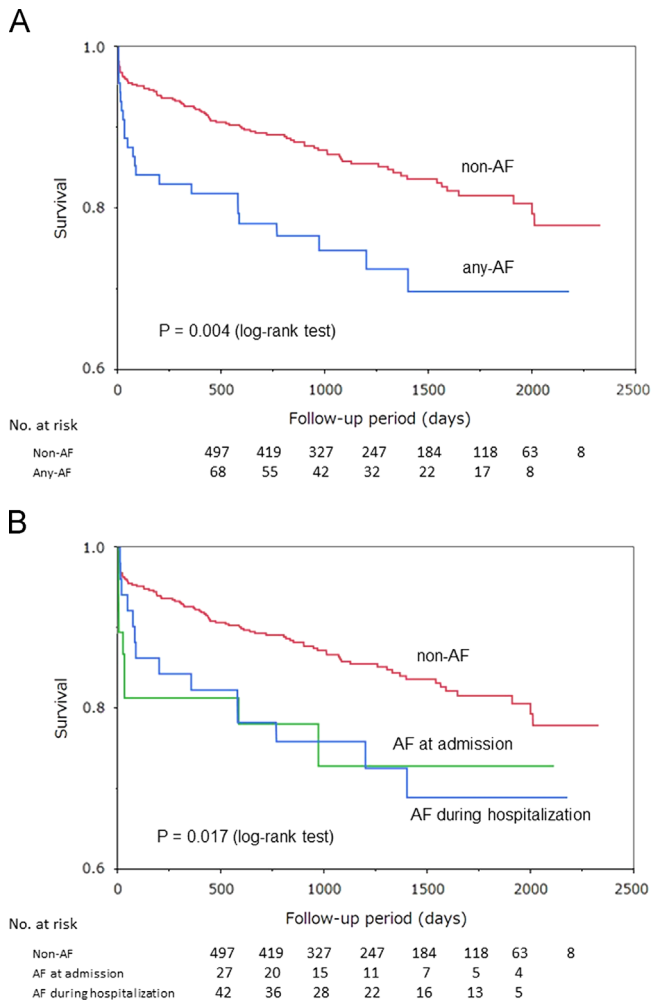 A
1.0
non-AF
0.8
Survival
any-AF
P = 0.004 (log-rank test)
0.6
0 500 1000 1500 2000 2500
Follow-up period (days)
No. at risk
Non-AF 497 419 327 247 184 118 63 8
Any-AF 68 55 42 32 22 17 8
B
1.0
non-AF
0.8
Survival
AF at admission
AF during hospitalization
P = 0.017 (log-rank test)
0.6
0 500 1000 1500 2000 2500
Follow-up period (days)
No. at risk
Non-AF 497 419 327 247 184 118 63 8
AF at admission 27 20 15 11 7 5 4
AF during hospitalization 42 36 28 22 16 13 5